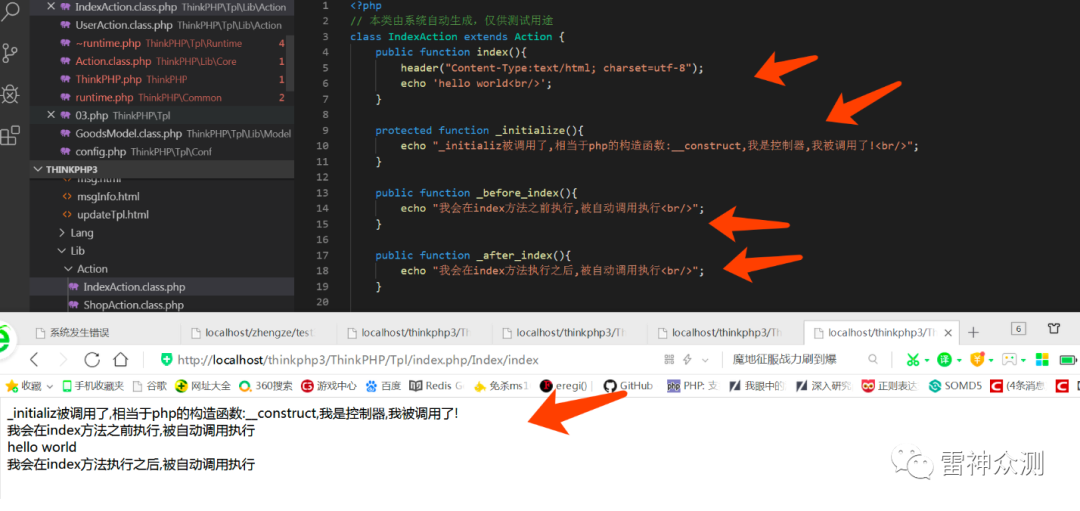 IndexAction.class.php ThinkPHP\Tpl\Lib\Action
UserAction.class.php ThinkPHP\Tpl\Lib\Action
~runtime.php ThinkPHP\Tpl\Runtime 4
Action.class.php ThinkPHP\Lib\Core 1
ThinkPHP.php ThinkPHP 1
runtime.php ThinkPHP\Common 2
03.php ThinkPHP\Tpl
GoodsModel.class.php ThinkPHP\Tpl\Lib\Model
config.php ThinkPHP\Tpl\Conf
THINKPHP3
msg.html
msgInfo.html
updateTpl.html
Lang
Lib
Action
IndexAction.class.php
ShopAction.class.php
1 <?php
2 // 本类由系统自动生成，仅供测试用途
3 class IndexAction extends Action {
4 public function index(){
5 header("Content-Type:text/html; charset=utf-8");
6 echo 'hello world<br/>';
7 }
8
9 protected function _initialize(){
10 echo "_initializ被调用了,相当于php的构造函数:__construct,我是控制器,我被调用了!<br/>";
11 }
12
13 public function _before_index(){
14 echo "我会在index方法之前执行,被自动调用执行<br/>";
15 }
16
17 public function _after_index(){
18 echo "我会在index方法执行之后,被自动调用执行<br/>";
19 }
20
系统发生错误 localhost/zhengze/test localhost/thinkphp3/Th localhost/thinkphp3/Th localhost/thinkphp3/Th localhost/thinkphp3/T 6
http://localhost/thinkphp3/ThinkPHP/Tpl/index.php/Index/index 魔地征服战力刷到爆
收藏 手机收藏夹 谷歌 网址大全 360搜索 游戏中心 百度 Redis G 免杀ms1 eregi() GitHub PHP 支 我眼中的 深入研究 正则表达 SOMD5 (4条消息
_initializ被调用了,相当于php的构造函数:__construct,我是控制器,我被调用了!
我会在index方法之前执行,被自动调用执行
hello world
我会在index方法执行之后,被自动调用执行
雷神众测